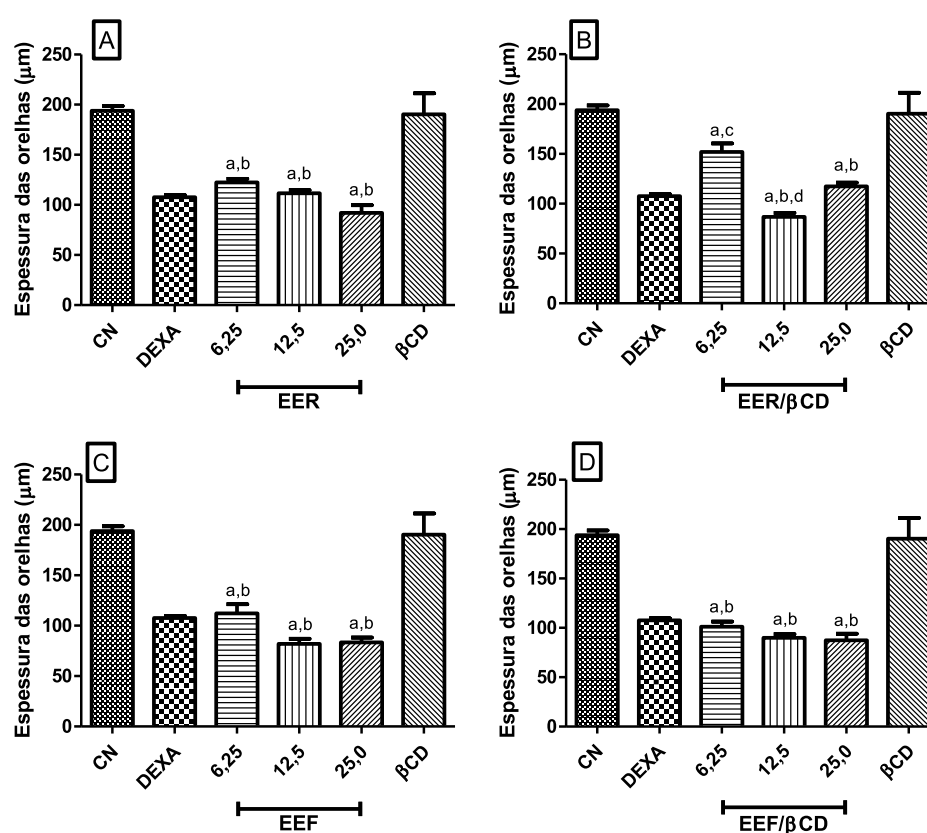 A
Espessura das orelhas (μm)
250
200
150
100
50
0
a,b
a,b
a,b
CN
DEXA
6,25
12,5
25,0
βCD
EER
B
Espessura das orelhas (μm)
250
200
150
100
50
0
a,c
a,b,d
a,b
CN
DEXA
6,25
12,5
25,0
βCD
EER/βCD
C
Espessura das orelhas (μm)
250
200
150
100
50
0
a,b
a,b
a,b
CN
DEXA
6,25
12,5
25,0
βCD
EEF
D
Espessura das orelhas (μm)
250
200
150
100
50
0
a,b
a,b
a,b
CN
DEXA
6,25
12,5
25,0
βCD
EEF/βCD